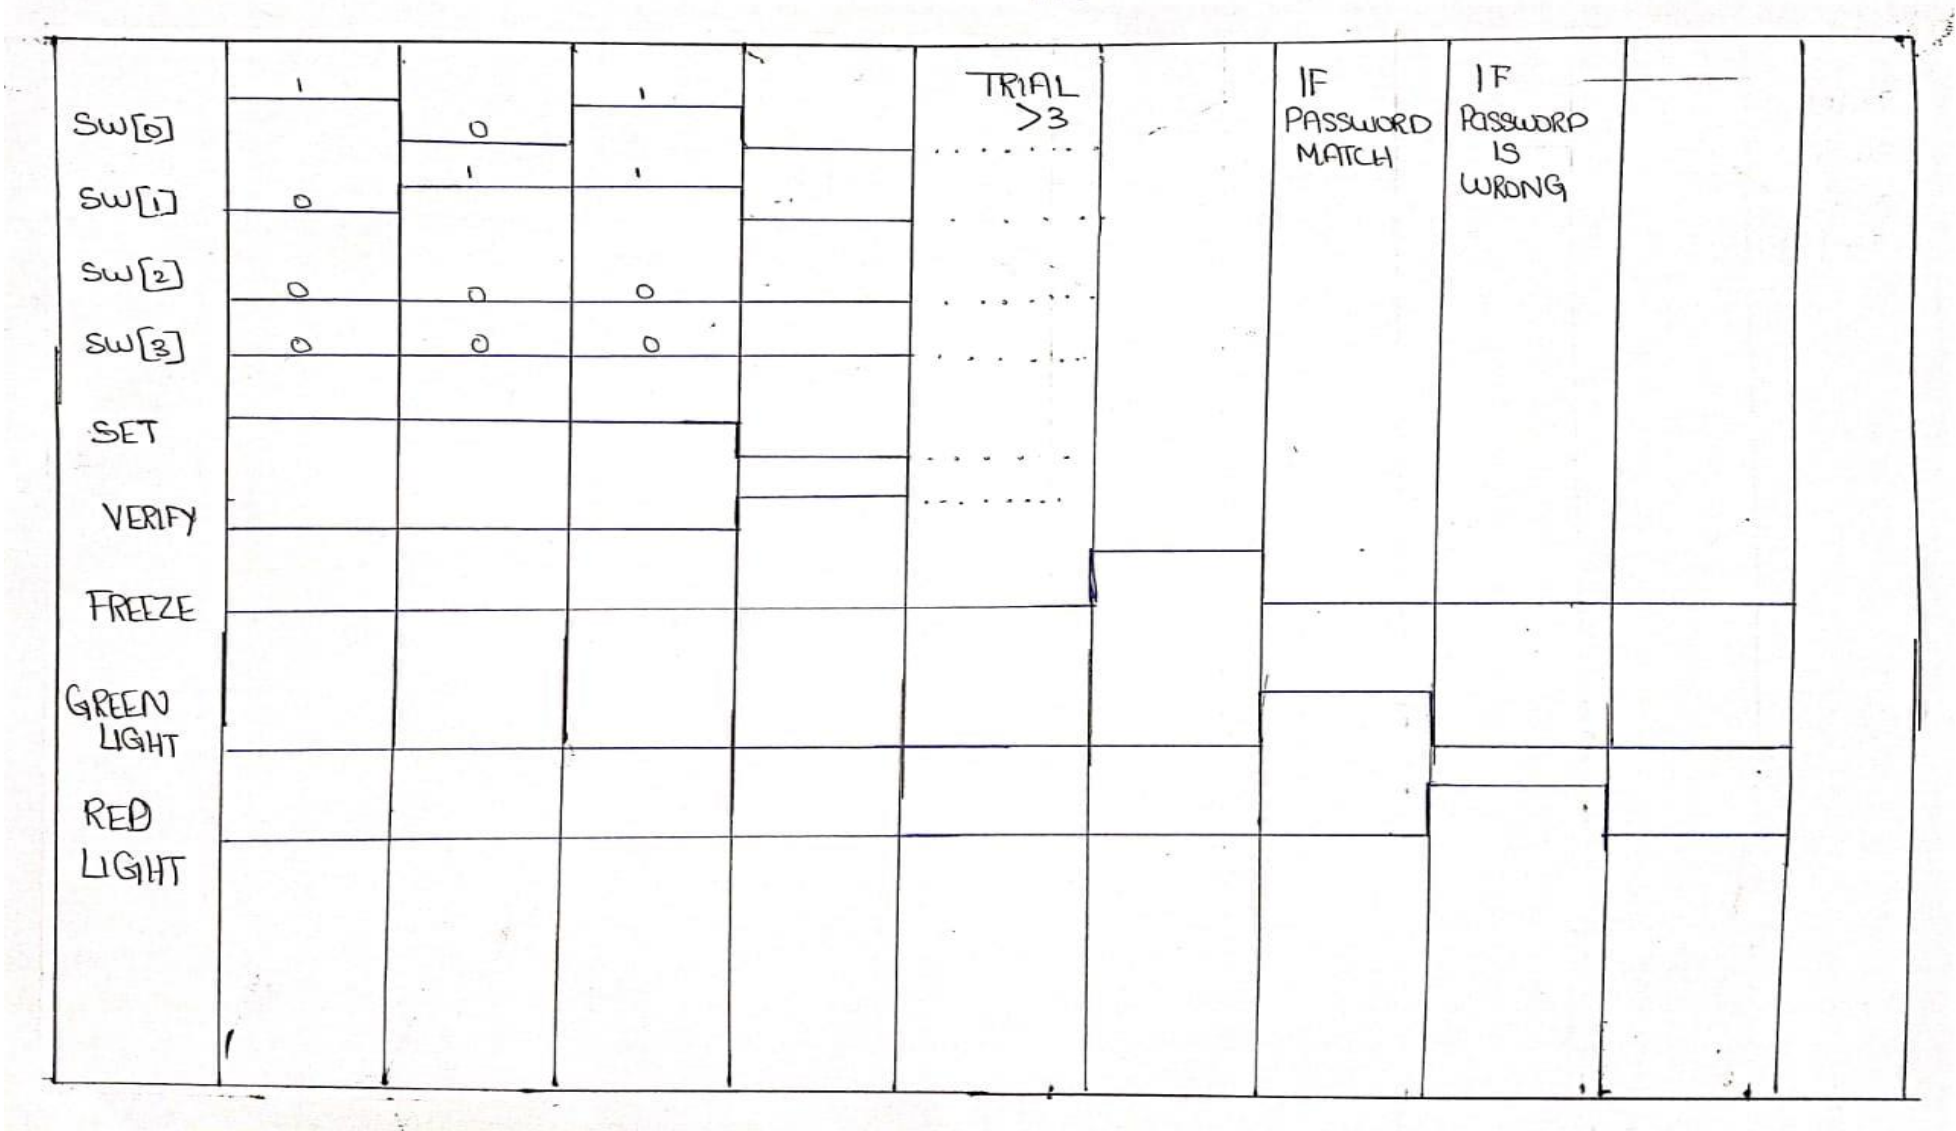 TRIAL
>3
IF
PASSWORD
MATCH
IF
PASSWORD
IS
WRONG
SW[0]
1
0
1
SW[1]
0
1
1
SW[2]
0
0
0
SW[3]
0
0
0
SET
VERIFY
FREEZE
GREEN
LIGHT
RED
LIGHT